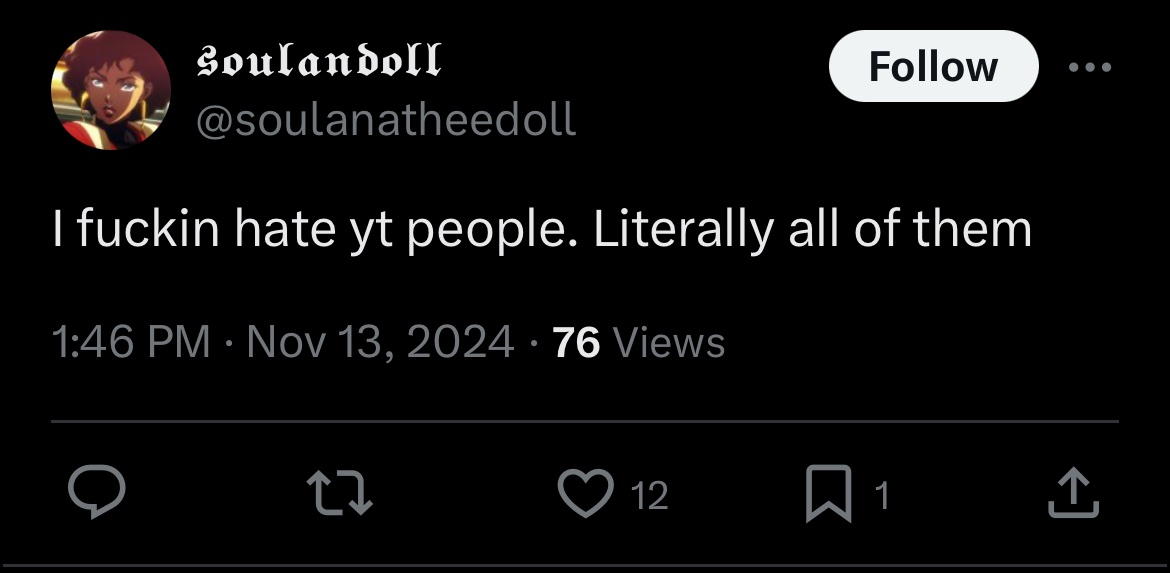 𝖘𝖔𝖚𝖑𝖆𝖓𝖉𝖔𝖑𝖑
@soulanatheedoll
Follow
I fuckin hate yt people. Literally all of them
1:46 PM · Nov 13, 2024 · 76 Views
12 1